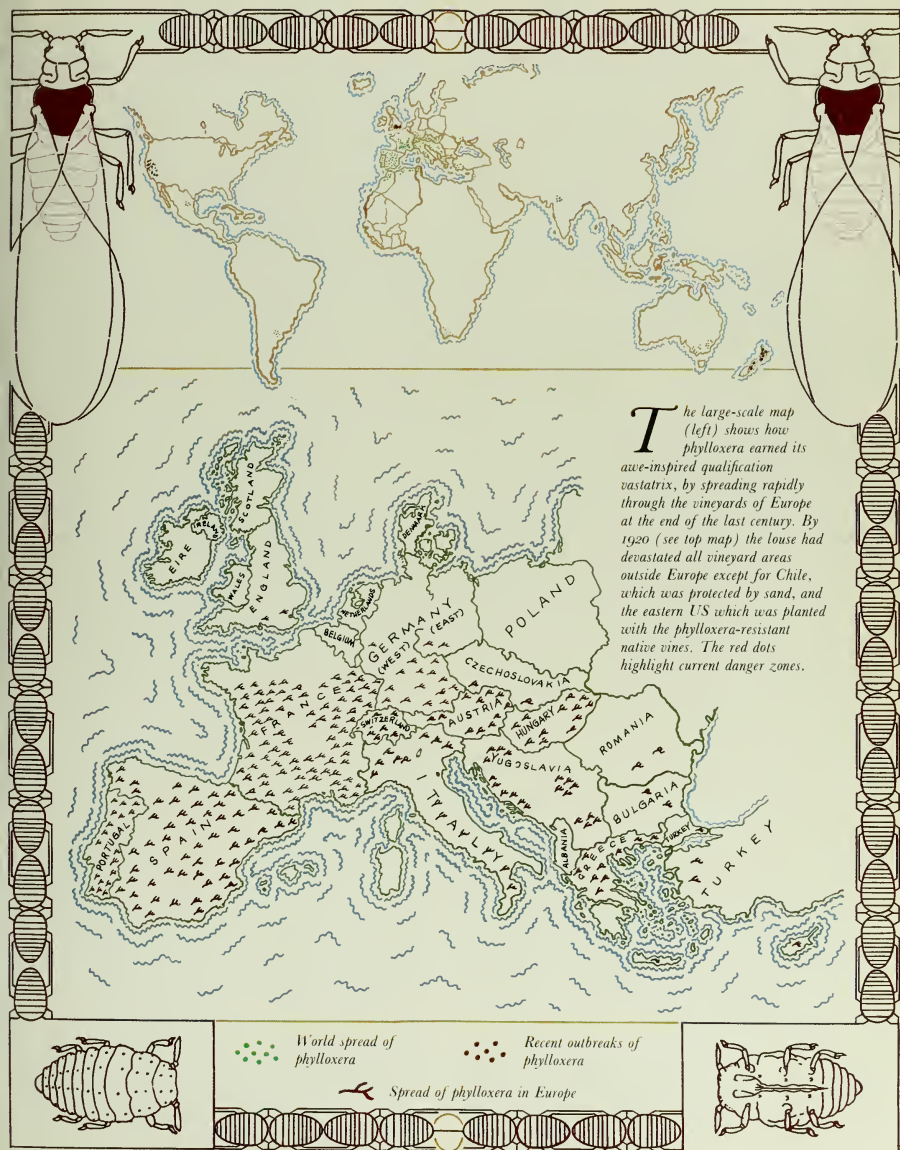 The large-scale map
(left) shows how
phylloxera earned its
awe-inspired qualification
vastatrix, by spreading rapidly
through the vineyards of Europe
at the end of the last century. By
1920 (see top map) the louse had
devastated all vineyard areas
outside Europe except for Chile,
which was protected by sand, and
the eastern US which was planted
with the phylloxera-resistant
native vines. The red dots
highlight current danger zones.
SCOTLAND
EIRE
WALES
ENGLAND
DENMARK
NETHERLANDS
BELGIUM
GERMANY
(WEST)
(EAST)
POLAND
CZECHOSLOVAKIA
FRANCE
SWITZERLAND
AUSTRIA
HUNGARY
ROMANIA
YUGOSLAVIA
ITALY
BULGARIA
PORTUGAL
SPAIN
ALBANIA
GREECE
TURKEY
TURKEY
World spread of
phylloxera
Recent outbreaks of
phylloxera
Spread of phylloxera in Europe